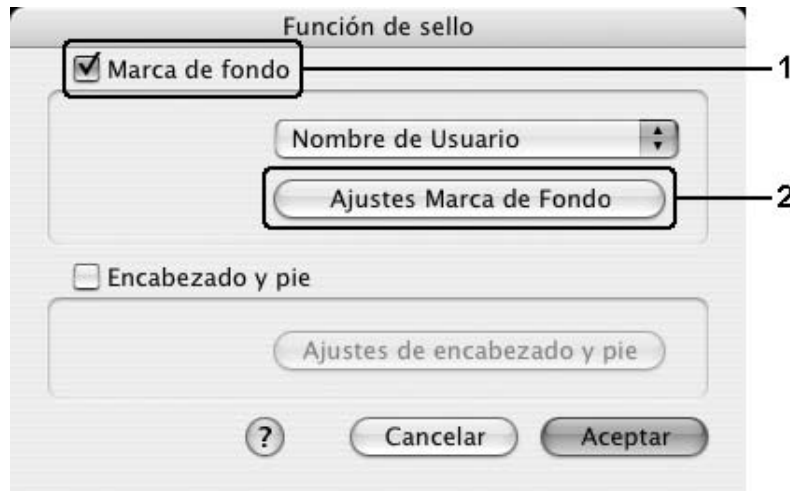 Función de sello
Marca de fondo
1
Nombre de Usuario
Ajustes Marca de Fondo
2
Encabezado y pie
Ajustes de encabezado y pie
?
Cancelar
Aceptar